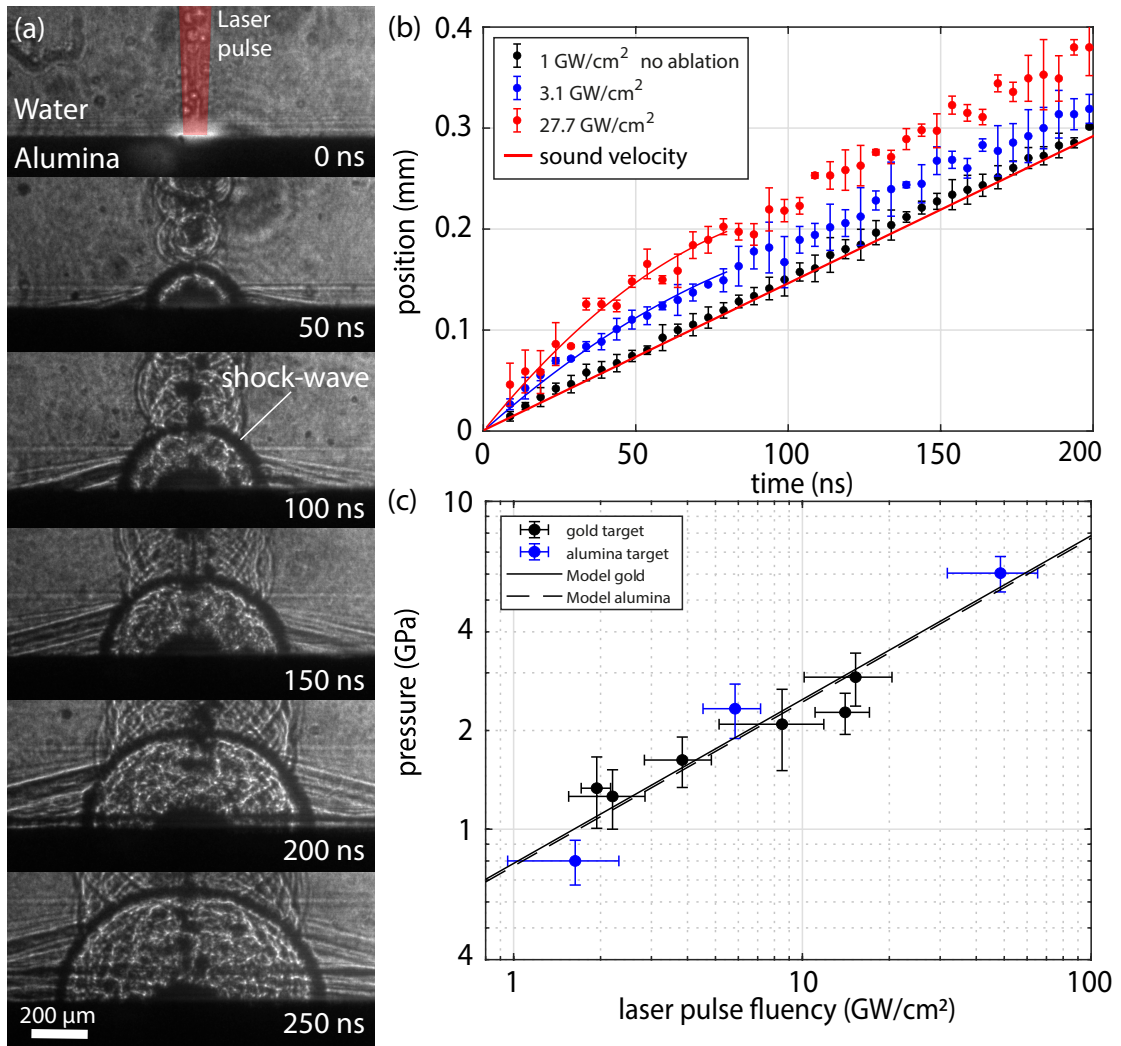 (a)
Laser
pulse
Water
Alumina
0 ns
50 ns
shock-wave
100 ns
150 ns
200 ns
200 µm
250 ns
(b)
0.4
0.3
0.2
0.1
0
position (mm)
1 GW/cm² no ablation
3.1 GW/cm²
27.7 GW/cm²
sound velocity
0
50
100
150
200
time (ns)
(c)
10
4
2
1
4
pressure (GPa)
gold target
alumina target
Model gold
Model alumina
1
10
100
laser pulse fluency (GW/cm²)